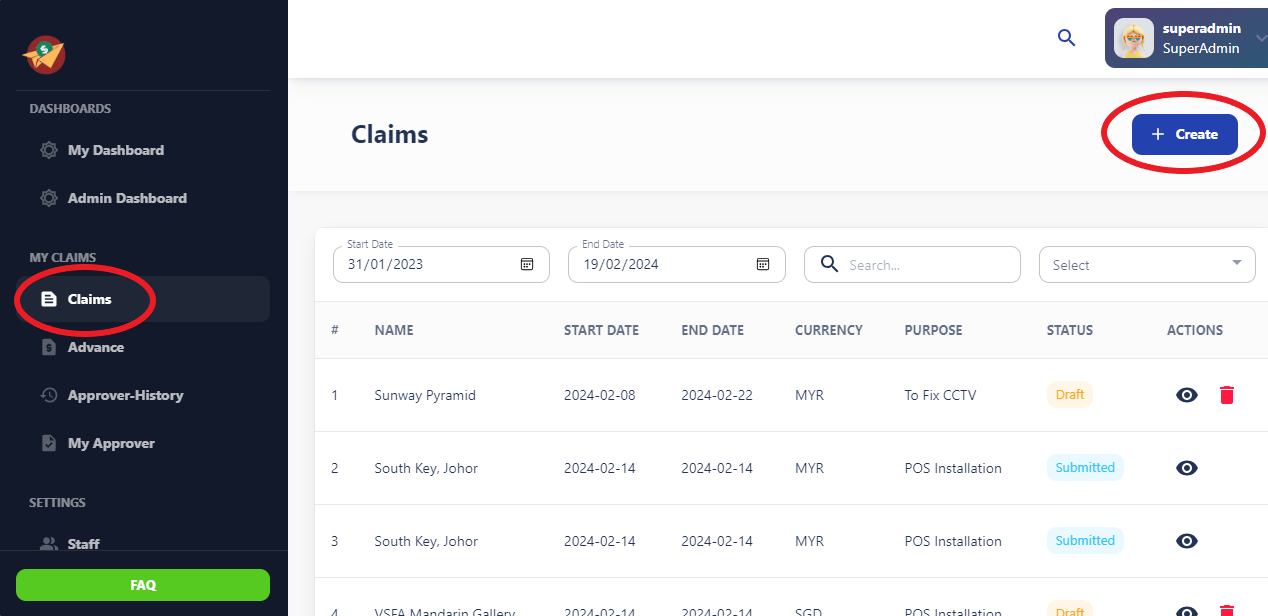 superadmin
SuperAdmin
DASHBOARDS
My Dashboard
Admin Dashboard
MY CLAIMS
Claims
Advance
Approver-History
My Approver
SETTINGS
Staff
FAQ
Claims
+ Create
Start Date
31/01/2023
End Date
19/02/2024
Search...
Select
# NAME START DATE END DATE CURRENCY PURPOSE STATUS ACTIONS
1 Sunway Pyramid 2024-02-08 2024-02-22 MYR To Fix CCTV Draft
2 South Key, Johor 2024-02-14 2024-02-14 MYR POS Installation Submitted
3 South Key, Johor 2024-02-14 2024-02-14 MYR POS Installation Submitted
4 VSFA Mandarin Gallery 2024-02-14 2024-02-14 SGD POS Installation Draft